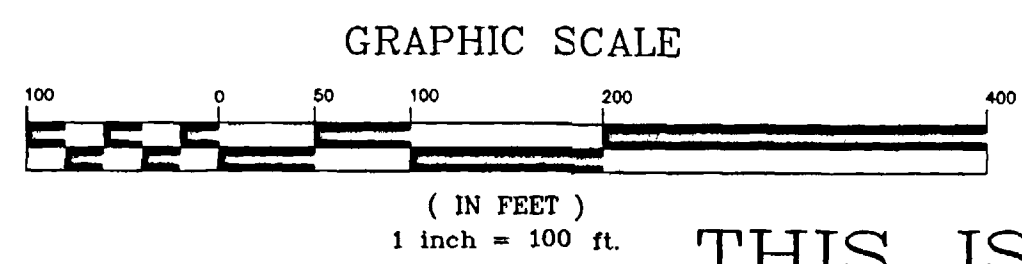 GRAPHIC SCALE
100 0 50 100 200 400
( IN FEET )
1 inch = 100 ft.
THIS IS